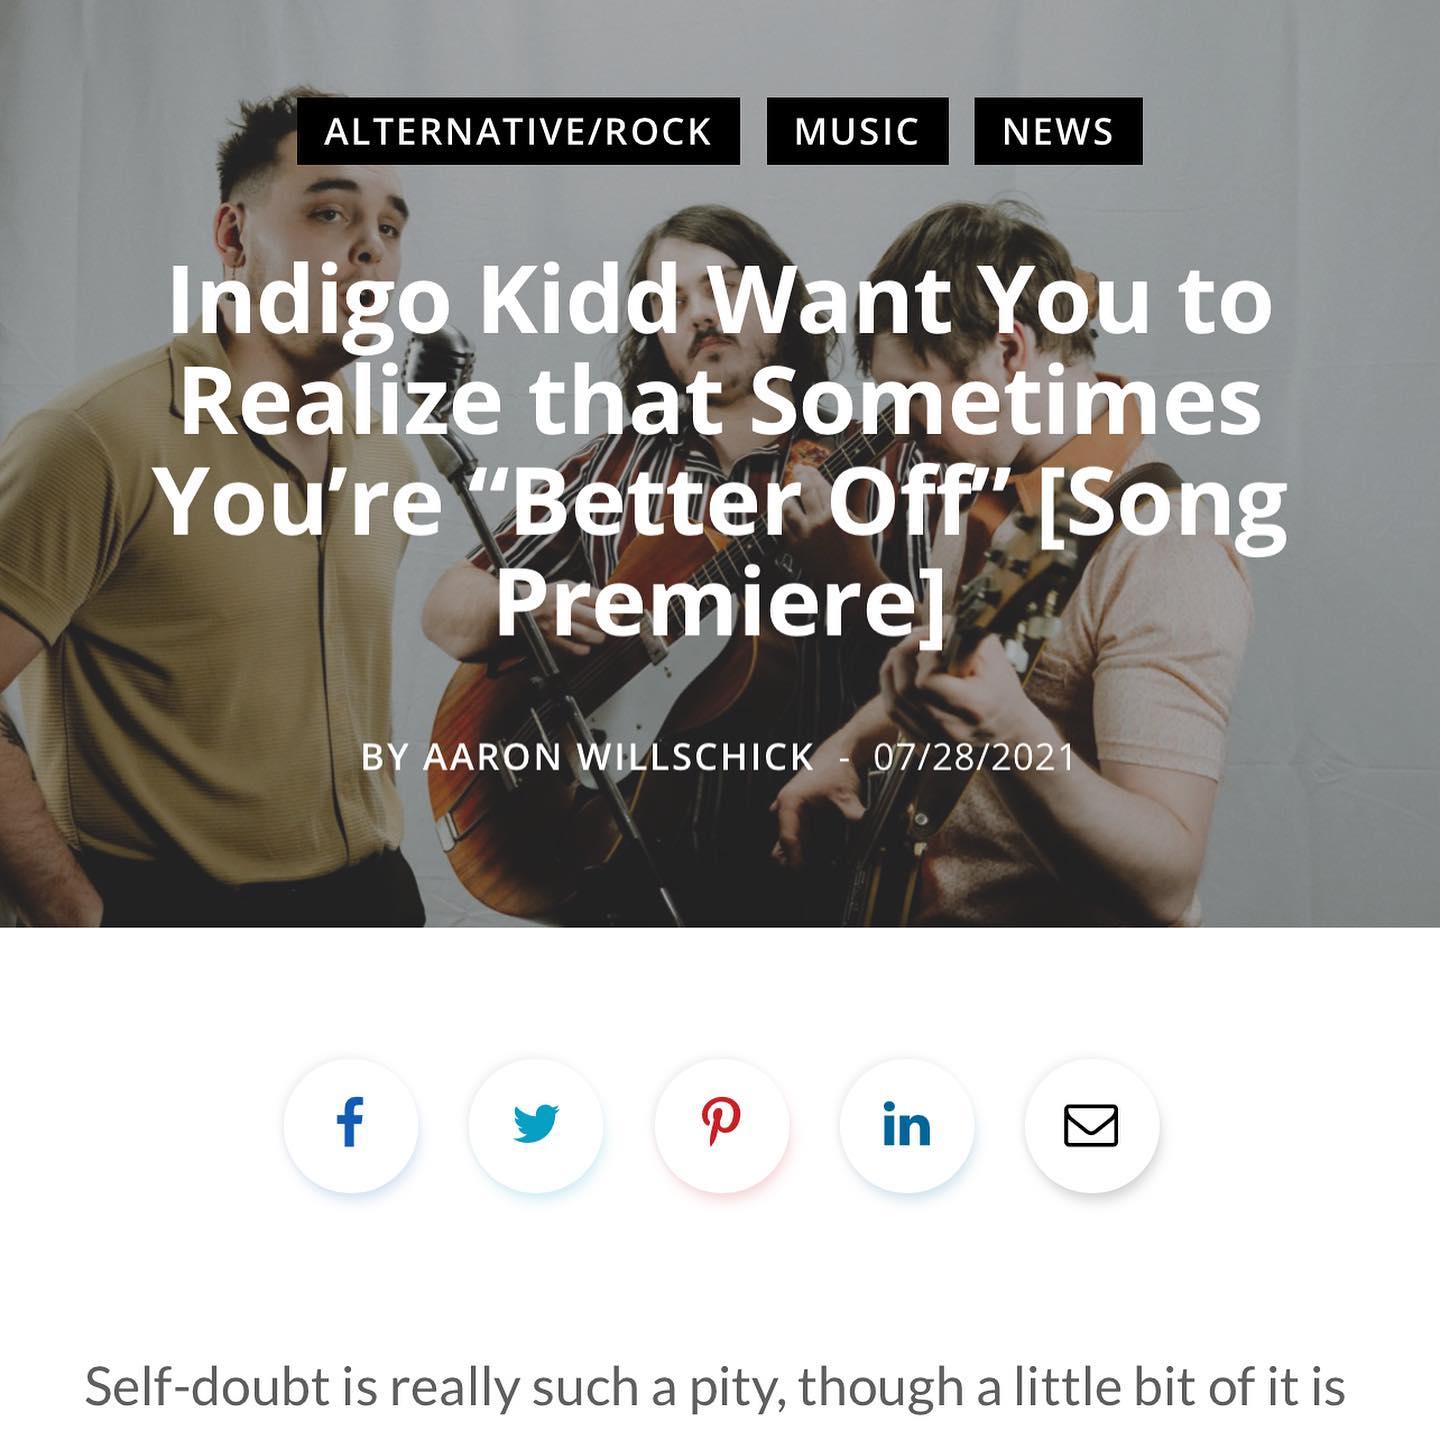 ALTERNATIVE/ROCK MUSIC NEWS
Indigo Kidd Want You to
Realize that Sometimes
You’re “Better Off” [Song
Premiere]
BY AARON WILLSCHICK - 07/28/2021
Self-doubt is really such a pity, though a little bit of it is